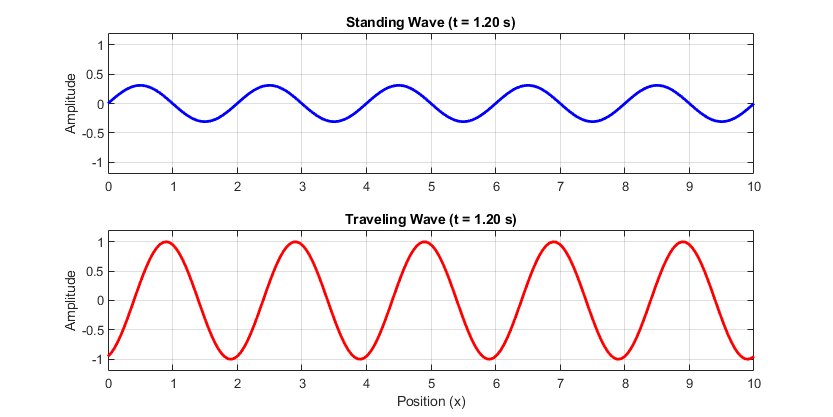 Standing Wave (t = 1.20 s)
Amplitude
1
0.5
0
-0.5
-1
0 1 2 3 4 5 6 7 8 9 10
Traveling Wave (t = 1.20 s)
Amplitude
1
0.5
0
-0.5
-1
0 1 2 3 4 5 6 7 8 9 10
Position (x)